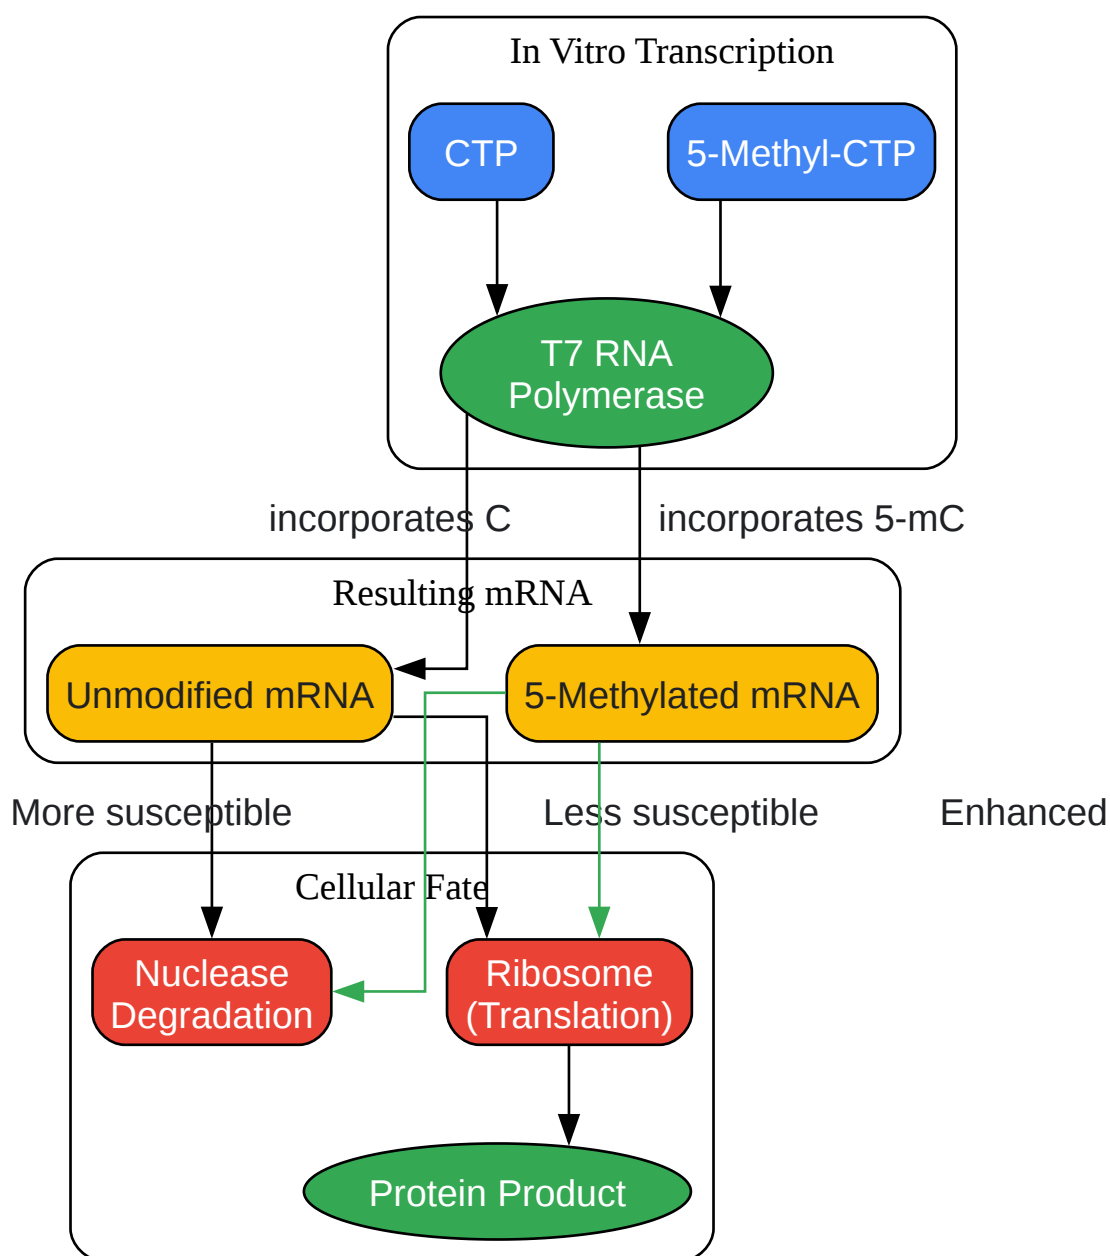 In Vitro Transcription
CTP
5-Methyl-CTP
T7 RNA
Polymerase
incorporates C
incorporates 5-mC
Resulting mRNA
Unmodified mRNA
5-Methylated mRNA
More susceptible
Less susceptible
Enhanced
Cellular Fate
Nuclease
Degradation
Ribosome
(Translation)
Protein Product